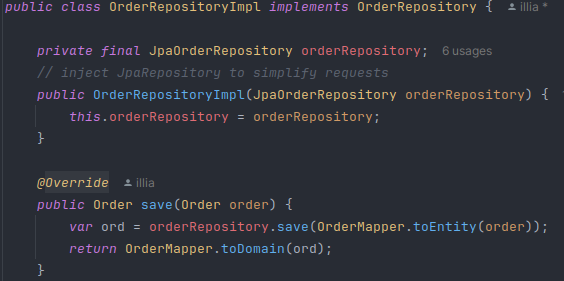 public class OrderRepositoryImpl implements OrderRepository { illia *
private final JpaOrderRepository orderRepository; 6 usages
// inject JpaRepository to simplify requests
public OrderRepositoryImpl(JpaOrderRepository orderRepository) {
this.orderRepository = orderRepository;
}
@Override illia
public Order save(Order order) {
var ord = orderRepository.save(OrderMapper.toEntity(order));
return OrderMapper.toDomain(ord);
}